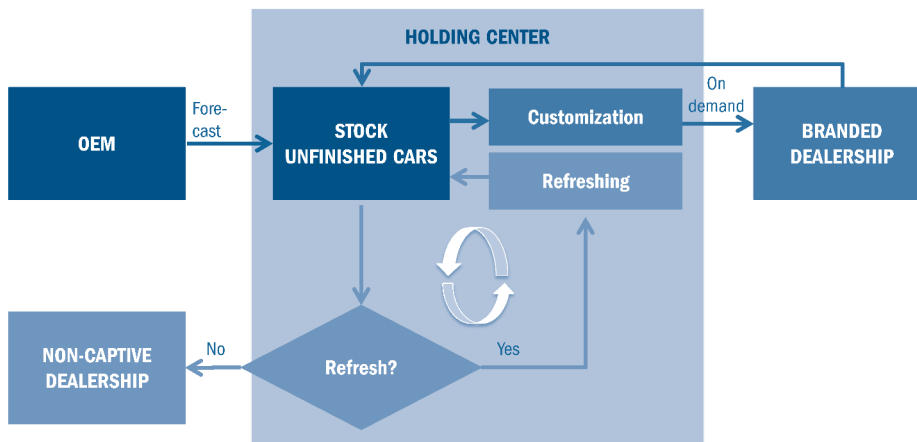 HOLDING CENTER
OEM
Fore-
cast
STOCK
UNFINISHED CARS
Customization
Refreshing
On
demand
BRANDED
DEALERSHIP
NON-CAPTIVE
DEALERSHIP
No
Refresh?
Yes